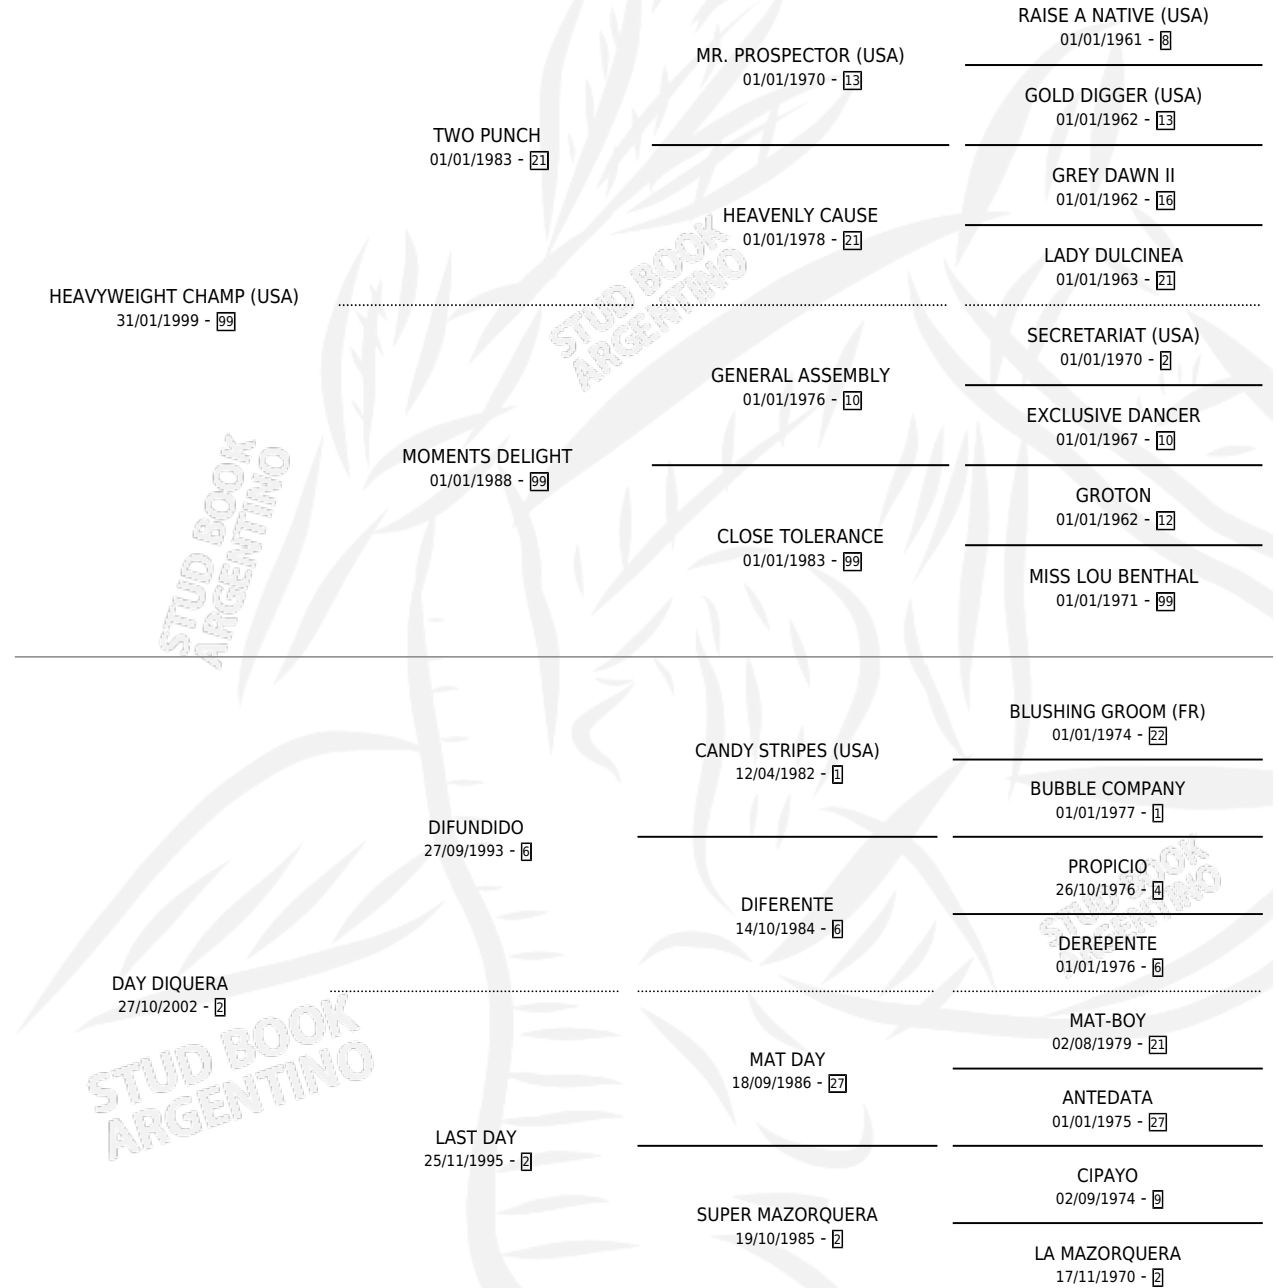 RAISE A NATIVE (USA)
01/01/1961 - 8
MR. PROSPECTOR (USA)
01/01/1970 - 13
GOLD DIGGER (USA)
01/01/1962 - 13
TWO PUNCH
01/01/1983 - 21
GREY DAWN II
01/01/1962 - 16
HEAVENLY CAUSE
01/01/1978 - 21
LADY DULCINEA
01/01/1963 - 21
HEAVYWEIGHT CHAMP (USA)
31/01/1999 - 99
SECRETARIAT (USA)
01/01/1970 - 2
GENERAL ASSEMBLY
01/01/1976 - 10
EXCLUSIVE DANCER
01/01/1967 - 10
MOMENTS DELIGHT
01/01/1988 - 99
GROTON
01/01/1962 - 12
CLOSE TOLERANCE
01/01/1983 - 99
MISS LOU BENTHAL
01/01/1971 - 99
BLUSHING GROOM (FR)
01/01/1974 - 22
CANDY STRIPES (USA)
12/04/1982 - 1
BUBBLE COMPANY
01/01/1977 - 1
DIFUNDIDO
27/09/1993 - 6
PROPICIO
26/10/1976 - 4
DIFERENTE
14/10/1984 - 6
DEREPENTE
01/01/1976 - 6
DAY DIQUERA
27/10/2002 - 2
MAT-BOY
02/08/1979 - 21
MAT DAY
18/09/1986 - 27
ANTEDATA
01/01/1975 - 27
LAST DAY
25/11/1995 - 2
CIPAYO
02/09/1974 - 9
SUPER MAZORQUERA
19/10/1985 - 2
LA MAZORQUERA
17/11/1970 - 2
STUD BOOK
ARGENTINO
STUD BOOK
ARGENTINO
STUD BOOK
ARGENTINO
STUD BOOK
ARGENTINO